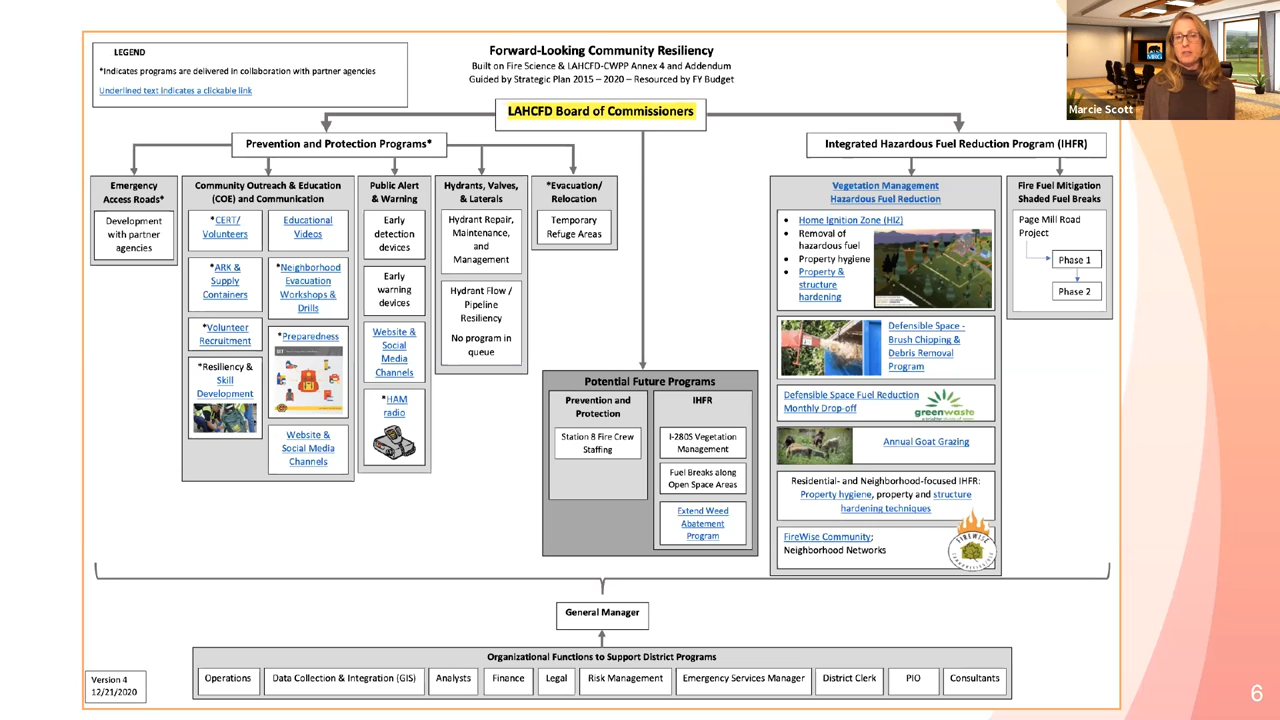 LEGEND
*Indicates programs are delivered in collaboration with partner agencies
Underlined text indicates a clickable link
Forward-Looking Community Resiliency
Built on Fire Science & LAHCFD-CWPP Annex 4 and Addendum
Guided by Strategic Plan 2015 – 2020 – Resourced by FY Budget
MRG
Marcie Scott
LAHCFD Board of Commissioners
Prevention and Protection Programs*
Integrated Hazardous Fuel Reduction Program (IHFR)
Emergency
Access Roads*
Development
with partner
agencies
Community Outreach & Education
(COE) and Communication
*CERT/
Volunteers
*ARK &
Supply
Containers
*Volunteer
Recruitment
*Resiliency &
Skill
Development
Educational
Videos
*Neighborhood
Evacuation
Workshops &
Drills
*Preparedness
Website &
Social Media
Channels
Public Alert
& Warning
Early
detection
devices
Early
warning
devices
Website &
Social
Media
Channels
*HAM
radio
Hydrants, Valves,
& Laterals
Hydrant Repair,
Maintenance,
and
Management
Hydrant Flow /
Pipeline
Resiliency
No program in
queue
*Evacuation/
Relocation
Temporary
Refuge Areas
Potential Future Programs
Prevention and
Protection
Station 8 Fire Crew
Staffing
IHFR
I-280S Vegetation
Management
Fuel Breaks along
Open Space Areas
Extend Weed
Abatement
Program
Vegetation Management
Hazardous Fuel Reduction
• Home Ignition Zone (HIZ)
• Removal of
hazardous fuel
• Property hygiene
• Property &
structure
hardening
Defensible Space -
Brush Chipping &
Debris Removal
Program
Defensible Space Fuel Reduction
Monthly Drop-off
greenwaste
Annual Goat Grazing
Residential- and Neighborhood-focused IHFR:
Property hygiene, property and structure
hardening techniques
FireWise Community;
Neighborhood Networks
FIREWISE
Fire Fuel Mitigation
Shaded Fuel Breaks
Page Mill Road
Project
Phase 1
Phase 2
General Manager
Organizational Functions to Support District Programs
Operations
Data Collection & Integration (GIS)
Analysts
Finance
Legal
Risk Management
Emergency Services Manager
District Clerk
PIO
Consultants
Version 4
12/21/2020
6